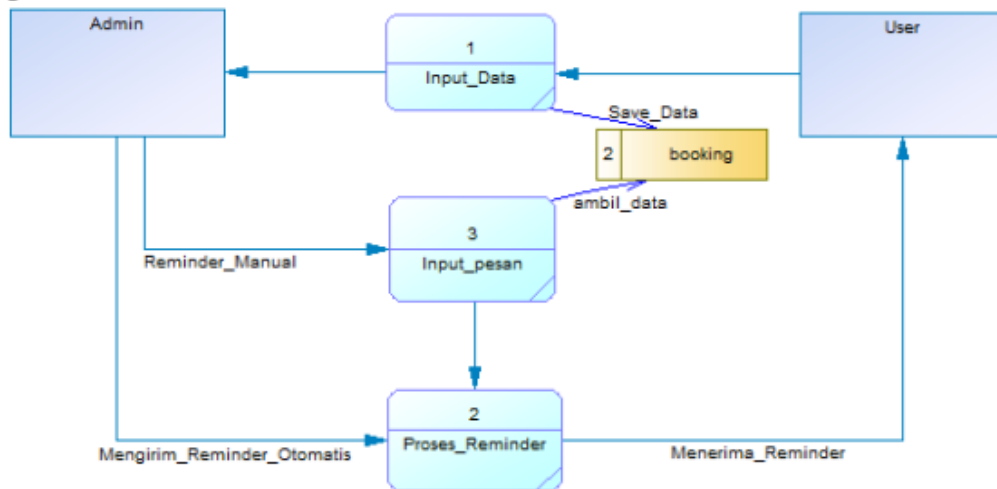 Admin
1
Input_Data
User
Save_Data
2
booking
ambil_data
3
Input_pesan
Reminder_Manual
2
Proses_Reminder
Mengirim_Reminder_Otomatis
Menerima_Reminder